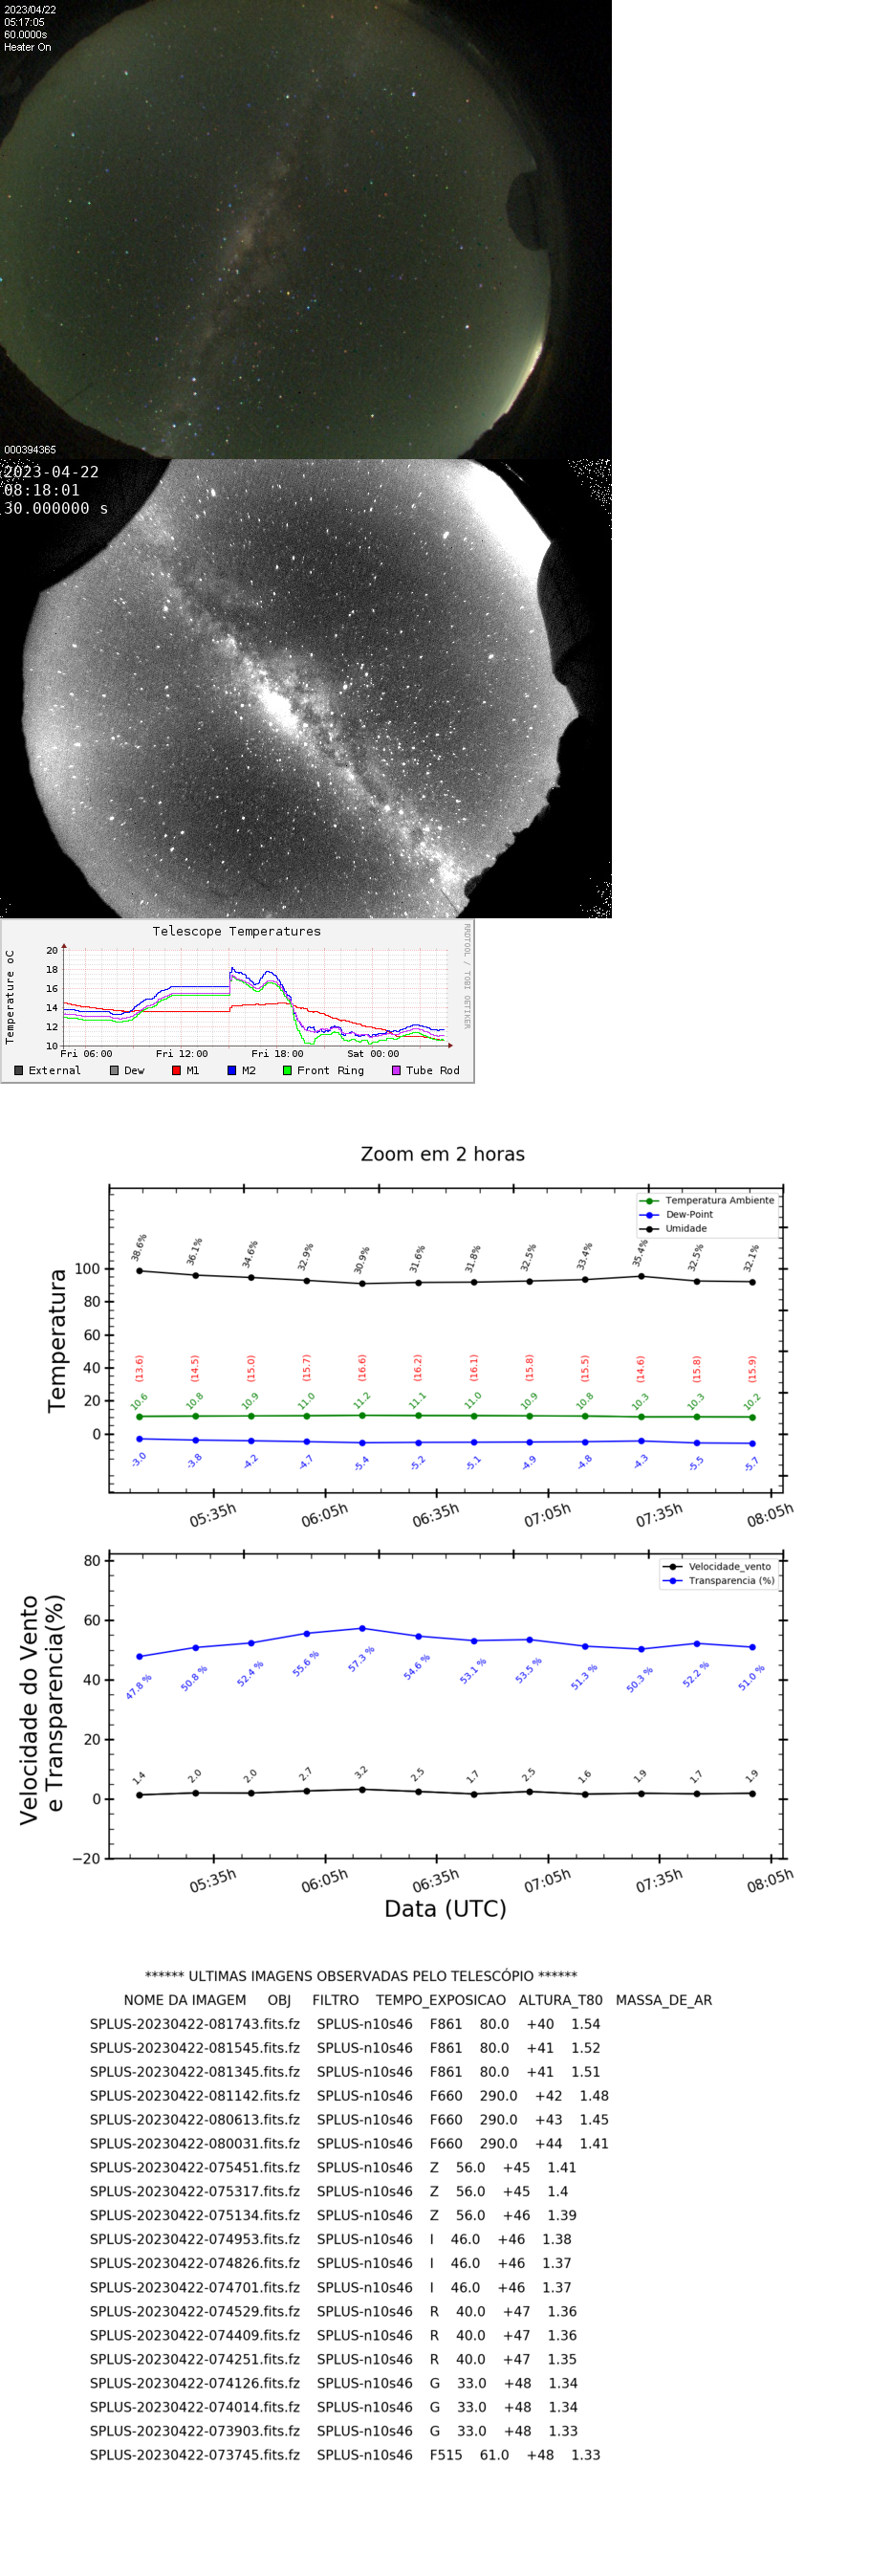 2023/04/22
05:17:05
60.0000s
Heater On
000394365
2023-04-22
08:18:01
30.000000 s
Telescope Temperatures
RRDTOOL / TOBI OETIKER
Temperature oC
20
18
16
14
12
10
Fri 06:00 Fri 12:00 Fri 18:00 Sat 00:00
External Dew M1 M2 Front Ring Tube Rod
Zoom em 2 horas
Temperatura Ambiente
Dew-Point
Umidade
Temperatura
100
80
60
40
20
0
38.6% 36.1% 34.6% 32.9% 30.9% 31.6% 31.8% 32.5% 33.4% 35.4% 32.5% 32.1%
(13.6) (14.5) (15.0) (15.7) (16.6) (16.2) (16.1) (15.8) (15.5) (14.6) (15.8) (15.9)
10.6 10.8 10.9 11.0 11.2 11.1 11.0 10.9 10.8 10.3 10.3 10.2
-3.0 -3.8 -4.2 -4.7 -5.4 -5.2 -5.1 -4.9 -4.8 -4.3 -5.5 -5.7
05:35h 06:05h 06:35h 07:05h 07:35h 08:05h
Velocidade_vento
Transparencia (%)
Velocidade do Vento
e Transparencia(%)
80
60
40
20
0
−20
47.8 % 50.8 % 52.4 % 55.6 % 57.3 % 54.6 % 53.1 % 53.5 % 51.3 % 50.3 % 52.2 % 51.0 %
1.4 2.0 2.0 2.7 3.2 2.5 1.7 2.5 1.6 1.9 1.7 1.9
05:35h 06:05h 06:35h 07:05h 07:35h 08:05h
Data (UTC)
****** ULTIMAS IMAGENS OBSERVADAS PELO TELESCÓPIO ******
NOME DA IMAGEM OBJ FILTRO TEMPO_EXPOSICAO ALTURA_T80 MASSA_DE_AR
SPLUS-20230422-081743.fits.fz SPLUS-n10s46 F861 80.0 +40 1.54
SPLUS-20230422-081545.fits.fz SPLUS-n10s46 F861 80.0 +41 1.52
SPLUS-20230422-081345.fits.fz SPLUS-n10s46 F861 80.0 +41 1.51
SPLUS-20230422-081142.fits.fz SPLUS-n10s46 F660 290.0 +42 1.48
SPLUS-20230422-080613.fits.fz SPLUS-n10s46 F660 290.0 +43 1.45
SPLUS-20230422-080031.fits.fz SPLUS-n10s46 F660 290.0 +44 1.41
SPLUS-20230422-075451.fits.fz SPLUS-n10s46 Z 56.0 +45 1.41
SPLUS-20230422-075317.fits.fz SPLUS-n10s46 Z 56.0 +45 1.4
SPLUS-20230422-075134.fits.fz SPLUS-n10s46 Z 56.0 +46 1.39
SPLUS-20230422-074953.fits.fz SPLUS-n10s46 I 46.0 +46 1.38
SPLUS-20230422-074826.fits.fz SPLUS-n10s46 I 46.0 +46 1.37
SPLUS-20230422-074701.fits.fz SPLUS-n10s46 I 46.0 +46 1.37
SPLUS-20230422-074529.fits.fz SPLUS-n10s46 R 40.0 +47 1.36
SPLUS-20230422-074409.fits.fz SPLUS-n10s46 R 40.0 +47 1.36
SPLUS-20230422-074251.fits.fz SPLUS-n10s46 R 40.0 +47 1.35
SPLUS-20230422-074126.fits.fz SPLUS-n10s46 G 33.0 +48 1.34
SPLUS-20230422-074014.fits.fz SPLUS-n10s46 G 33.0 +48 1.34
SPLUS-20230422-073903.fits.fz SPLUS-n10s46 G 33.0 +48 1.33
SPLUS-20230422-073745.fits.fz SPLUS-n10s46 F515 61.0 +48 1.33